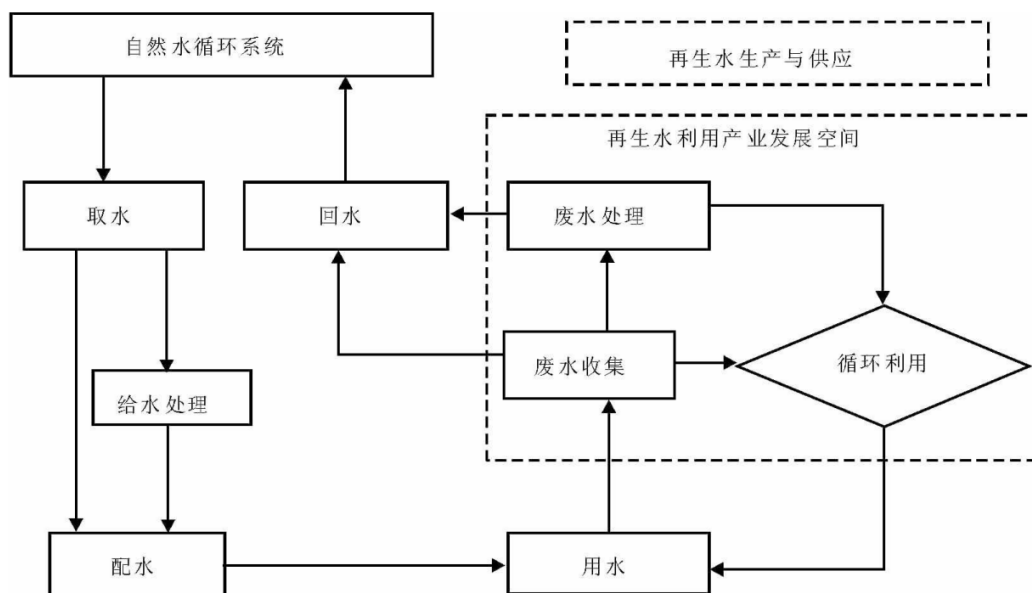 自然水循环系统
再生水生产与供应
再生水利用产业发展空间
取水
回水
废水处理
废水收集
循环利用
给水处理
配水
用水